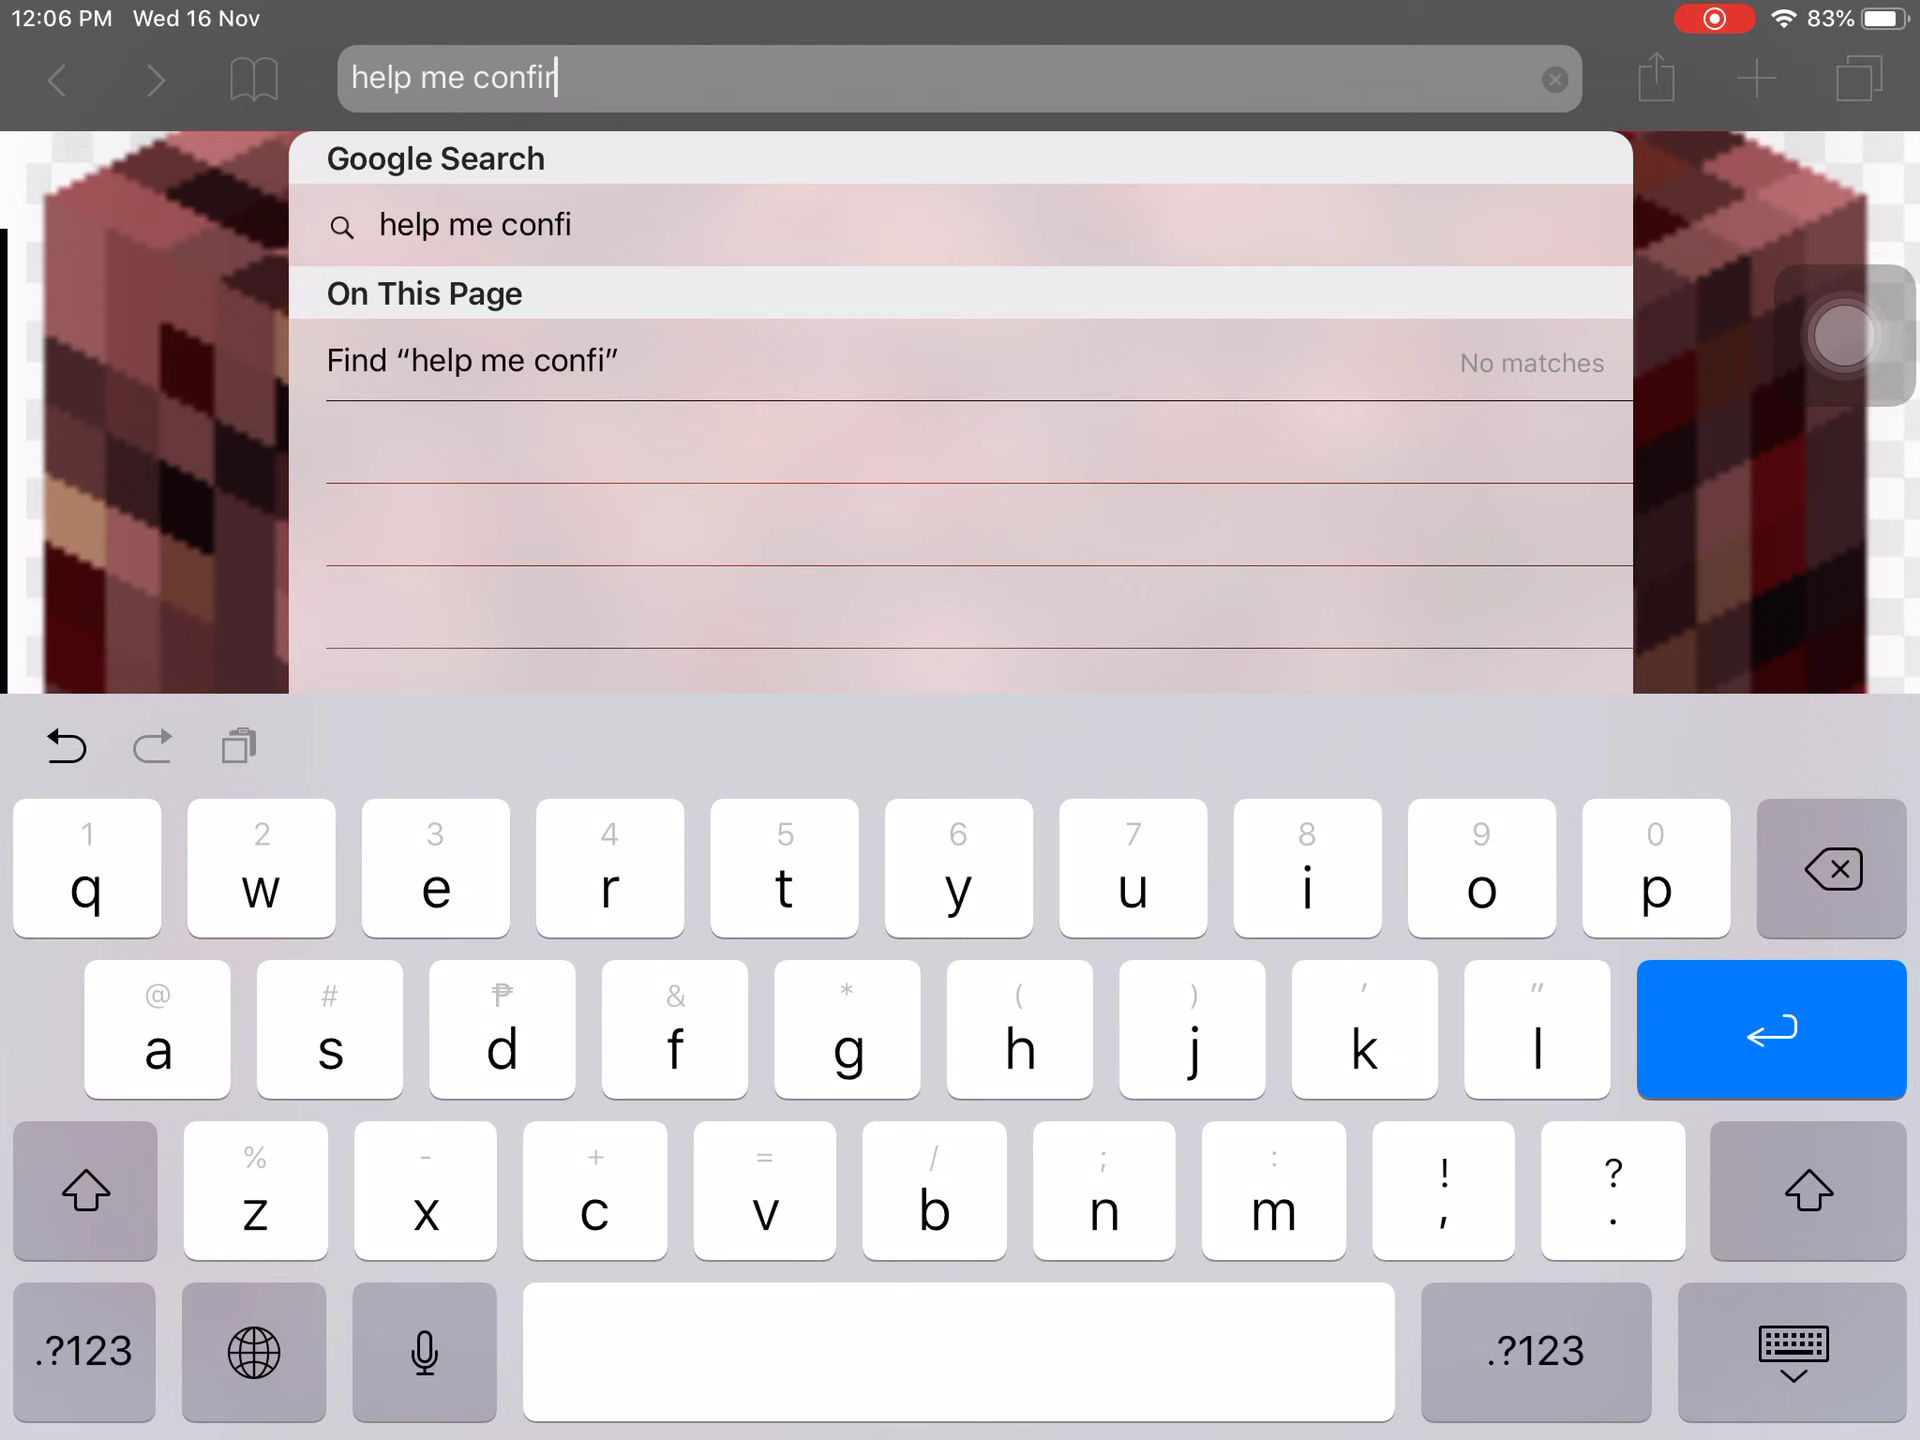 12:06 PM Wed 16 Nov 83%
help me confir
Google Search
help me confi
On This Page
Find “help me confi” No matches
1 2 3 4 5 6 7 8 9 0
q w e r t y u i o p
@ # ₱ & * ( ) ' "
a s d f g h j k l
% - + = / ; : ! ?
z x c v b n m , .
.?123 .?123